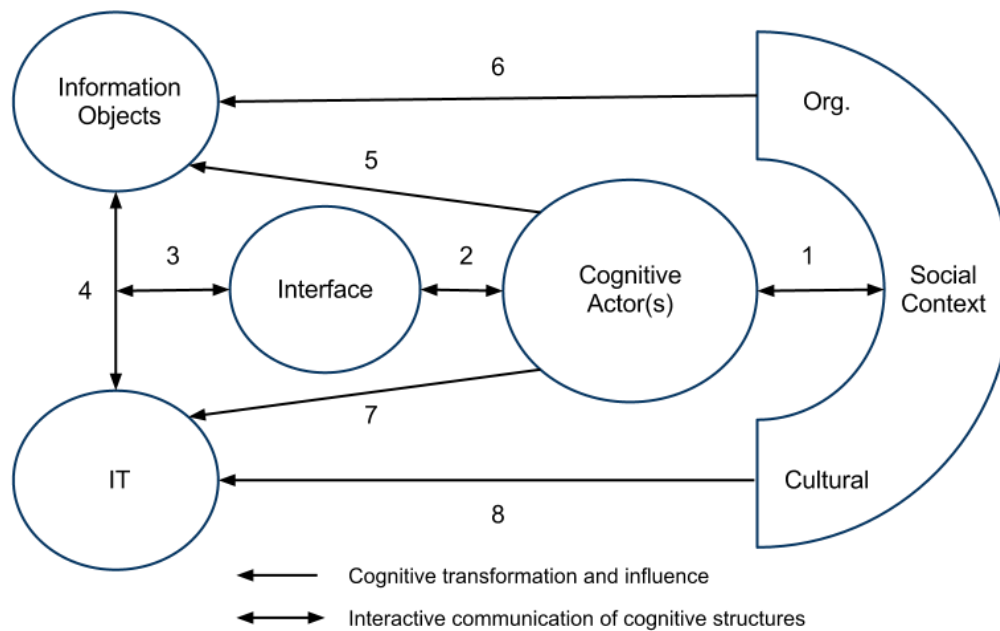 6
Information
Objects
Org.
5
3
2
1
4
Interface
Cognitive
Actor(s)
Social
Context
7
IT
Cultural
8
Cognitive transformation and influence
Interactive communication of cognitive structures